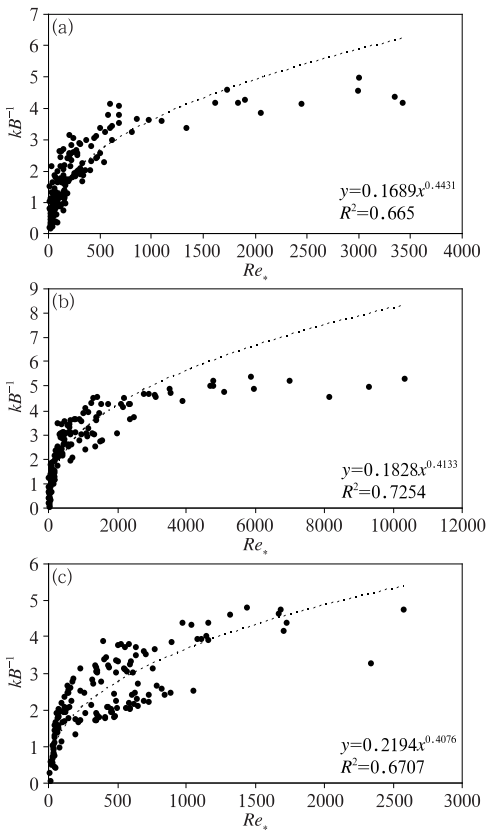 (a)
7
6
5
4
3
2
1
0
kB⁻¹
y=0.1689x^0.4431
R²=0.665
0 500 1000 1500 2000 2500 3000 3500 4000
Re*
(b)
9
8
7
6
5
4
3
2
1
0
kB⁻¹
y=0.1828x^0.4133
R²=0.7254
0 2000 4000 6000 8000 10000 12000
Re*
(c)
6
5
4
3
2
1
0
kB⁻¹
y=0.2194x^0.4076
R²=0.6707
0 500 1000 1500 2000 2500 3000
Re*